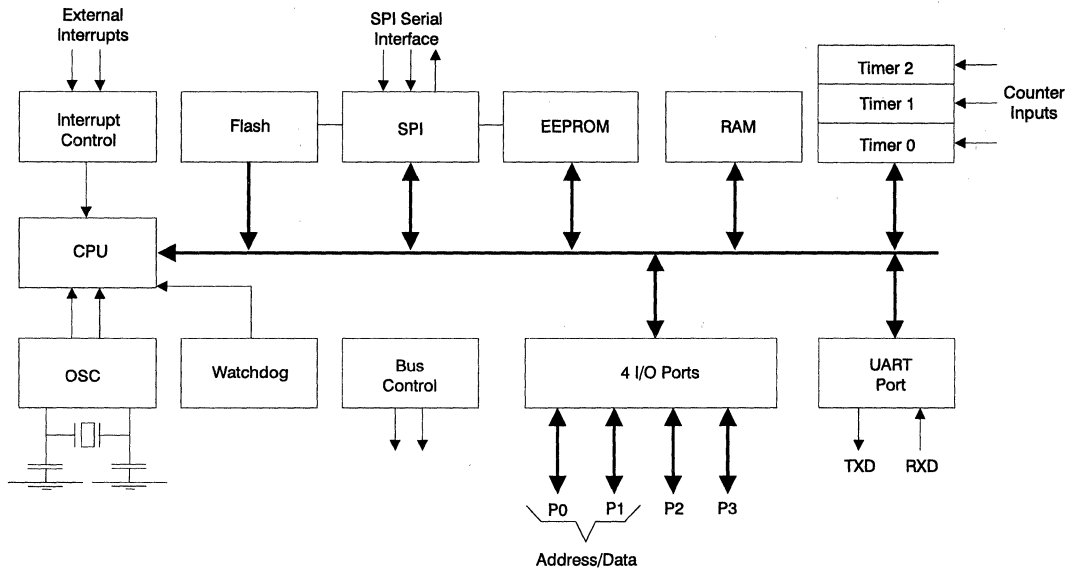 External
Interrupts
SPI Serial
Interface
Timer 2
Timer 1
Timer 0
Counter
Inputs
Interrupt
Control
Flash
SPI
EEPROM
RAM
CPU
OSC
Watchdog
Bus
Control
4 I/O Ports
UART
Port
TXD
RXD
P0
P1
P2
P3
Address/Data